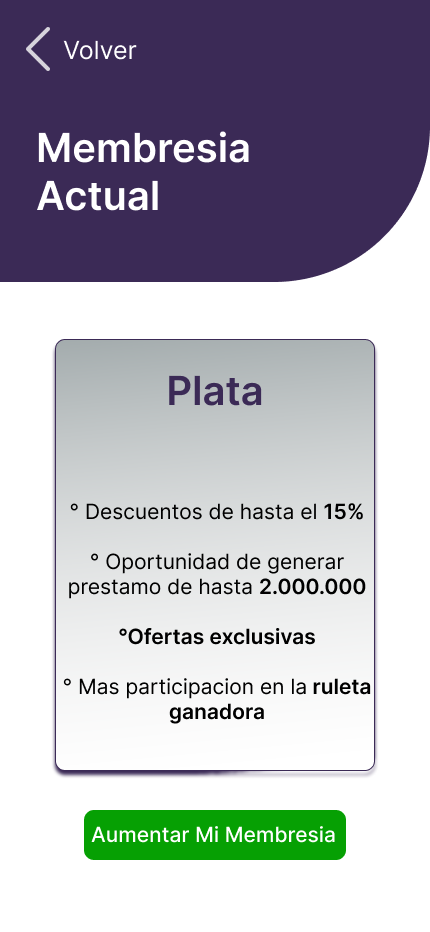 Volver
Membresia
Actual
Plata
° Descuentos de hasta el 15%
° Oportunidad de generar
prestamo de hasta 2.000.000
°Ofertas exclusivas
° Mas participacion en la ruleta
ganadora
Aumentar Mi Membresia